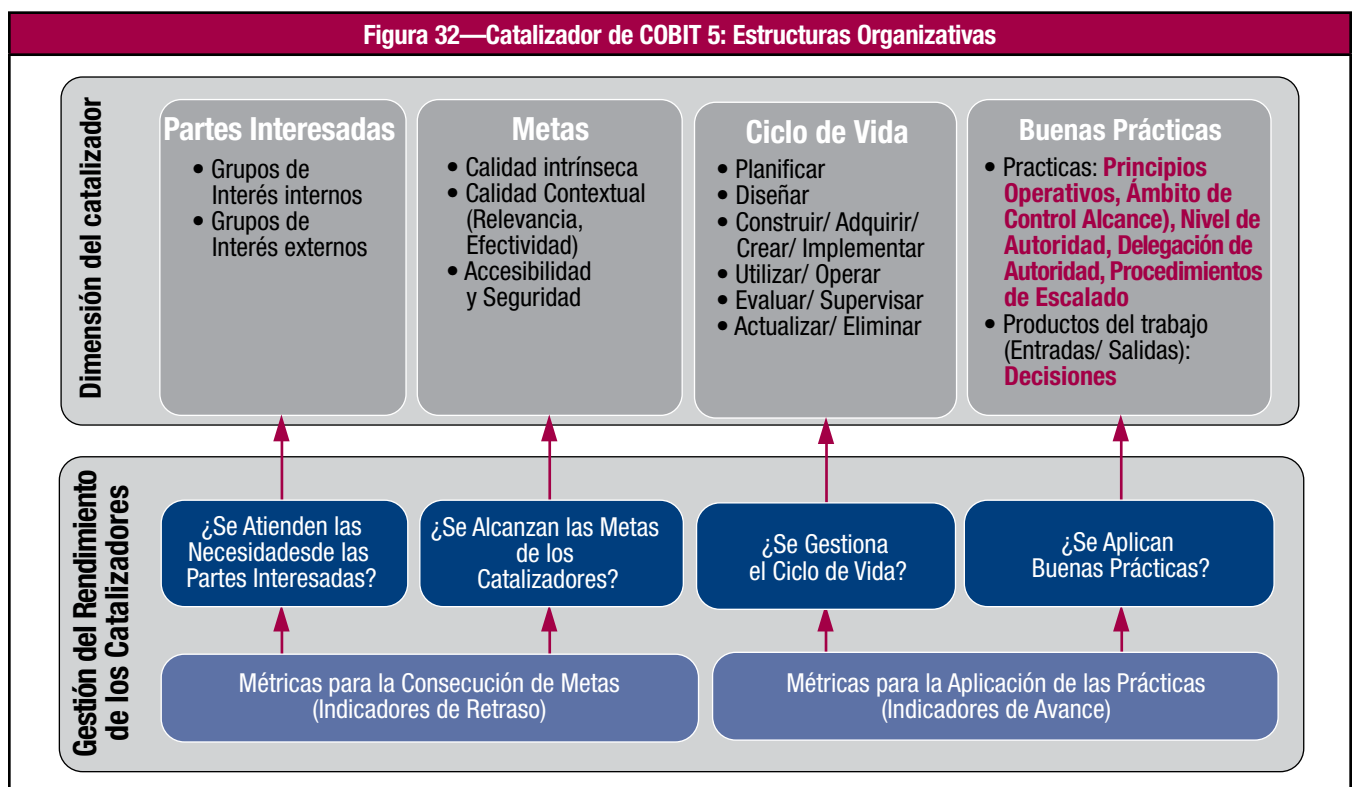 Figura 32—Catalizador de COBIT 5: Estructuras Organizativas
Dimensión del catalizador
Partes Interesadas
• Grupos de
Interés internos
• Grupos de
Interés externos
Metas
• Calidad intrínseca
• Calidad Contextual
(Relevancia,
Efectividad)
• Accesibilidad
y Seguridad
Ciclo de Vida
• Planificar
• Diseñar
• Construir/ Adquirir/
Crear/ Implementar
• Utilizar/ Operar
• Evaluar/ Supervisar
• Actualizar/ Eliminar
Buenas Prácticas
• Practicas: Principios
Operativos, Ámbito de
Control Alcance), Nivel de
Autoridad, Delegación de
Autoridad, Procedimientos
de Escalado
• Productos del trabajo
(Entradas/ Salidas):
Decisiones
Gestión del Rendimiento
de los Catalizadores
¿Se Atienden las
Necesidadesde las
Partes Interesadas?
¿Se Alcanzan las Metas
de los
Catalizadores?
¿Se Gestiona
el Ciclo de Vida?
¿Se Aplican
Buenas Prácticas?
Métricas para la Consecución de Metas
(Indicadores de Retraso)
Métricas para la Aplicación de las Prácticas
(Indicadores de Avance)